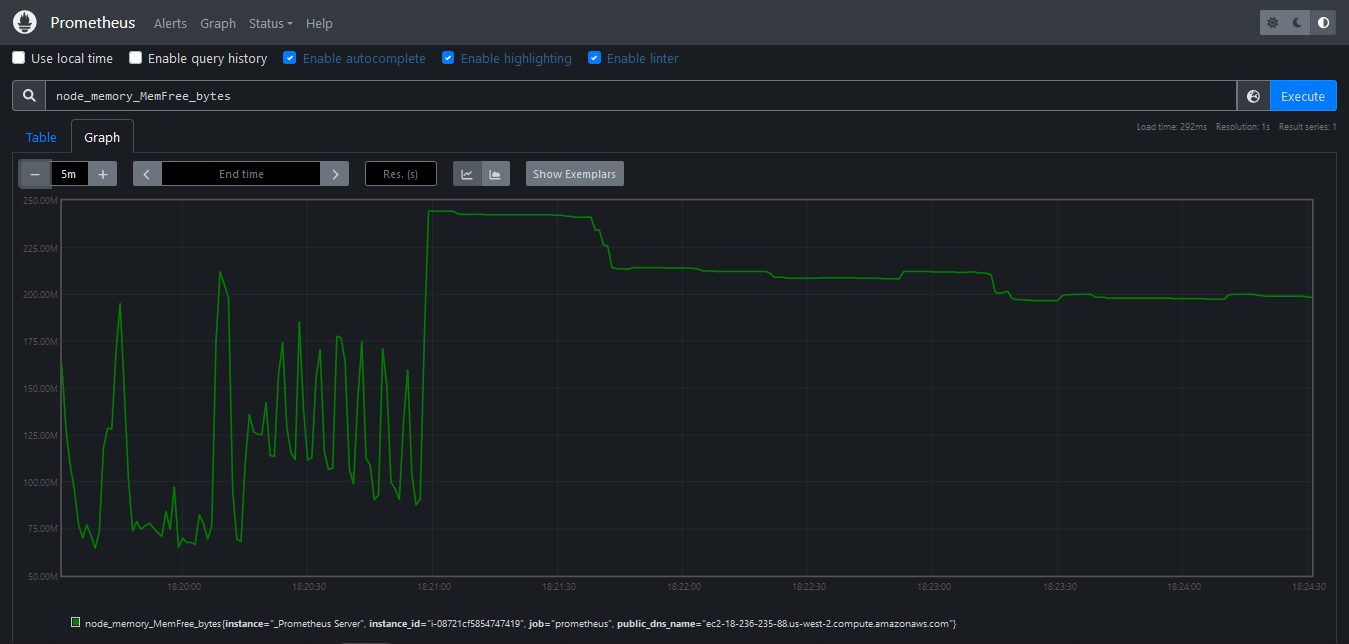 Prometheus Alerts Graph Status Help
Use local time Enable query history Enable autocomplete Enable highlighting Enable linter
node_memory_MemFree_bytes Execute
Load time: 292ms Resolution: 1s Result series: 1
Table Graph
− 5m + End time Res. (s) Show Exemplars
250.00M
225.00M
200.00M
175.00M
150.00M
125.00M
100.00M
75.00M
50.00M
18:20:00 18:20:30 18:21:00 18:21:30 18:22:00 18:22:30 18:23:00 18:23:30 18:24:00 18:24:30
node_memory_MemFree_bytes{instance="_Prometheus Server", instance_id="i-08721cf5854747419", job="prometheus", public_dns_name="ec2-18-236-235-88.us-west-2.compute.amazonaws.com"}